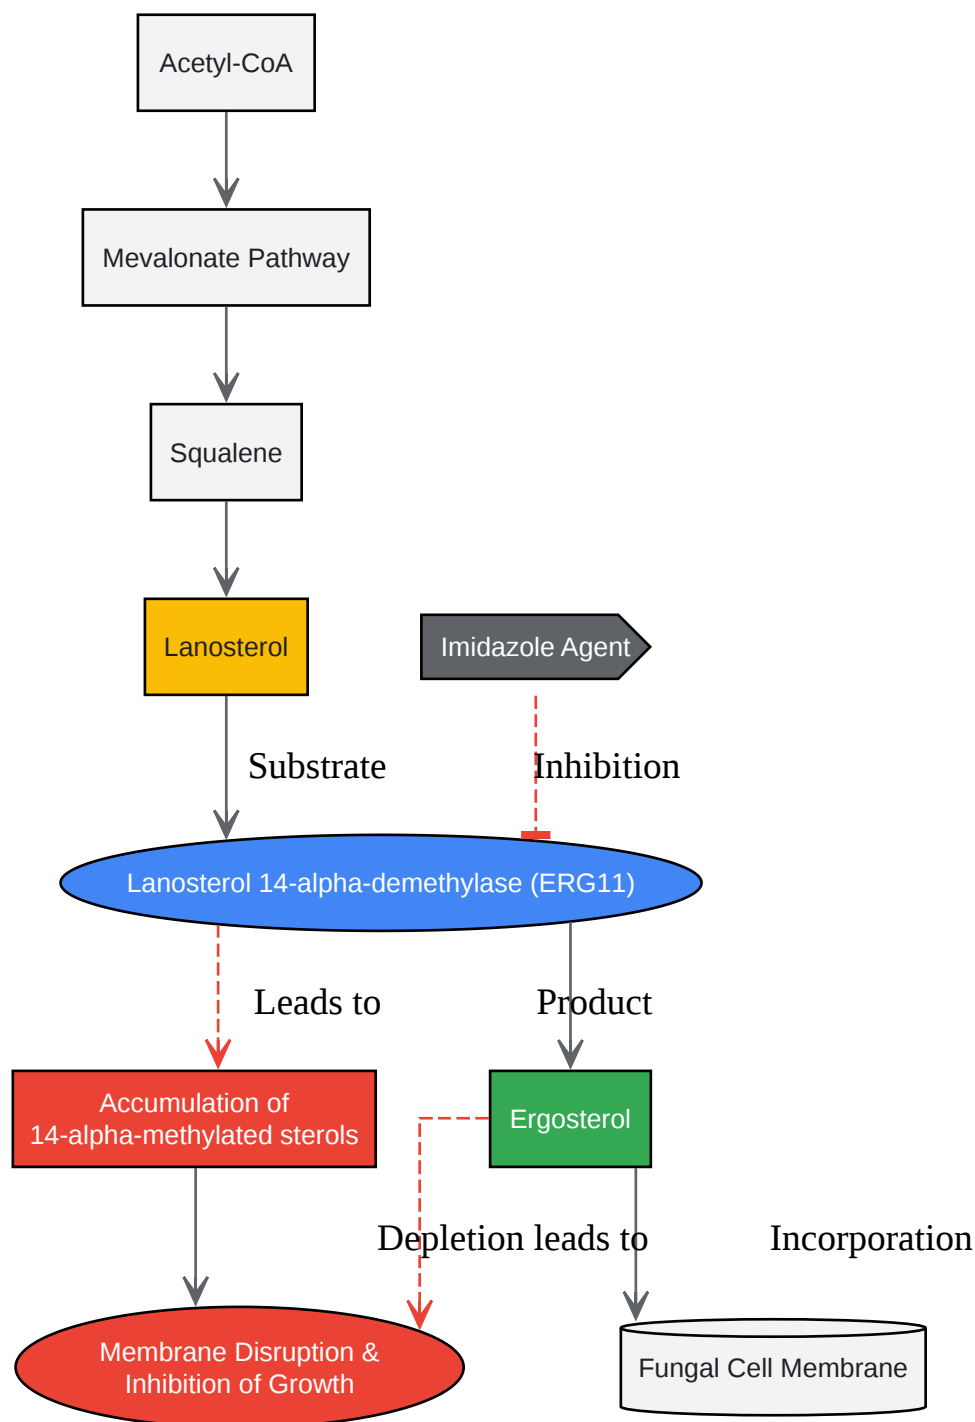 Acetyl-CoA
Mevalonate Pathway
Squalene
Lanosterol
Imidazole Agent
Substrate
Inhibition
Lanosterol 14-alpha-demethylase (ERG11)
Leads to
Product
Accumulation of
14-alpha-methylated sterols
Ergosterol
Depletion leads to
Incorporation
Membrane Disruption &
Inhibition of Growth
Fungal Cell Membrane